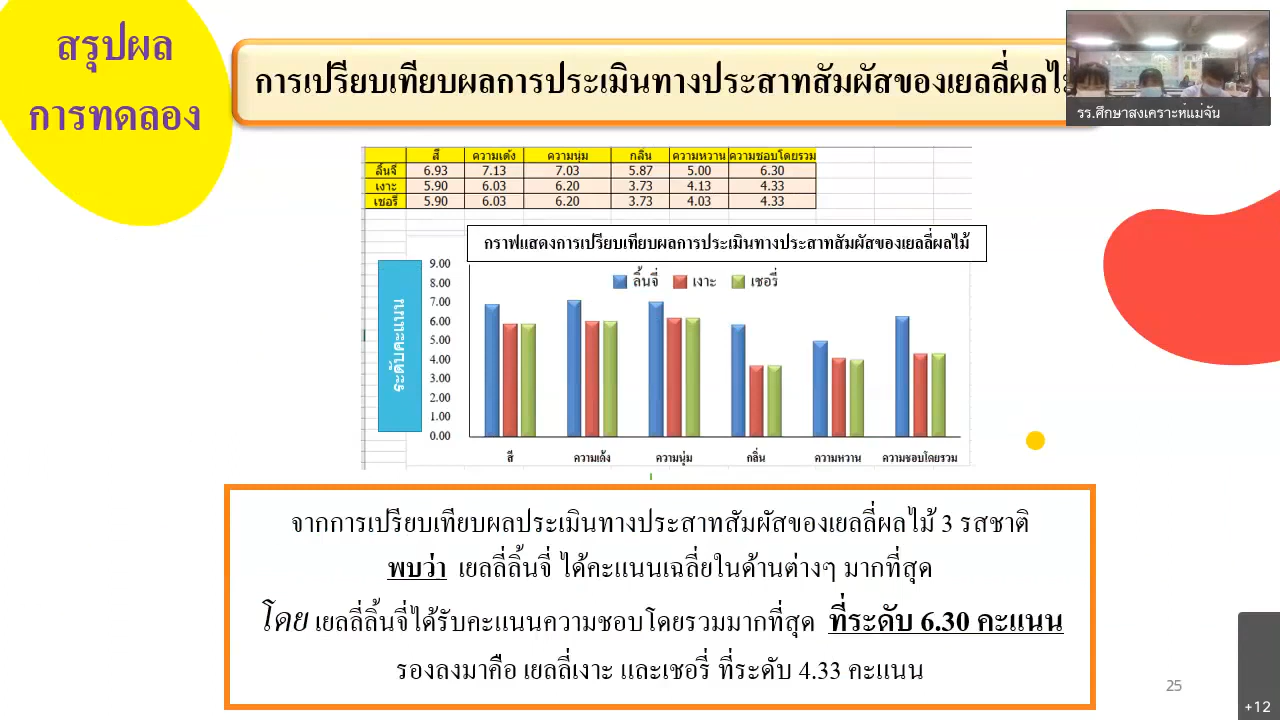 สรุปผล
การทดลอง
การเปรียบเทียบผลการประเมินทางประสาทสัมผัสของเยลลี่ผลไ
รร.ศึกษาสงเคราะห์แม่จัน
สี ความเด้ง ความนุ่ม กลิ่น ความหวาน ความชอบโดยรวม
ลิ้นจี่ 6.93 7.13 7.03 5.87 5.00 6.30
เงาะ 5.90 6.03 6.20 3.73 4.13 4.33
เชอรี่ 5.90 6.03 6.20 3.73 4.03 4.33
กราฟแสดงการเปรียบเทียบผลการประเมินทางประสาทสัมผัสของเยลลี่ผลไม้
ระดับคะแนน
9.00
8.00
7.00
6.00
5.00
4.00
3.00
2.00
1.00
0.00
ลิ้นจี่ เงาะ เชอรี่
สี ความเด้ง ความนุ่ม กลิ่น ความหวาน ความชอบโดยรวม
จากการเปรียบเทียบผลประเมินทางประสาทสัมผัสของเยลลี่ผลไม้ 3 รสชาติ
พบว่า เยลลี่ลิ้นจี่ ได้คะแนนเฉลี่ยในด้านต่างๆ มากที่สุด
โดย เยลลี่ลิ้นจี่ได้รับคะแนนความชอบโดยรวมมากที่สุด ที่ระดับ 6.30 คะแนน
รองลงมาคือ เยลลี่เงาะ และเชอรี่ ที่ระดับ 4.33 คะแนน
25
+12